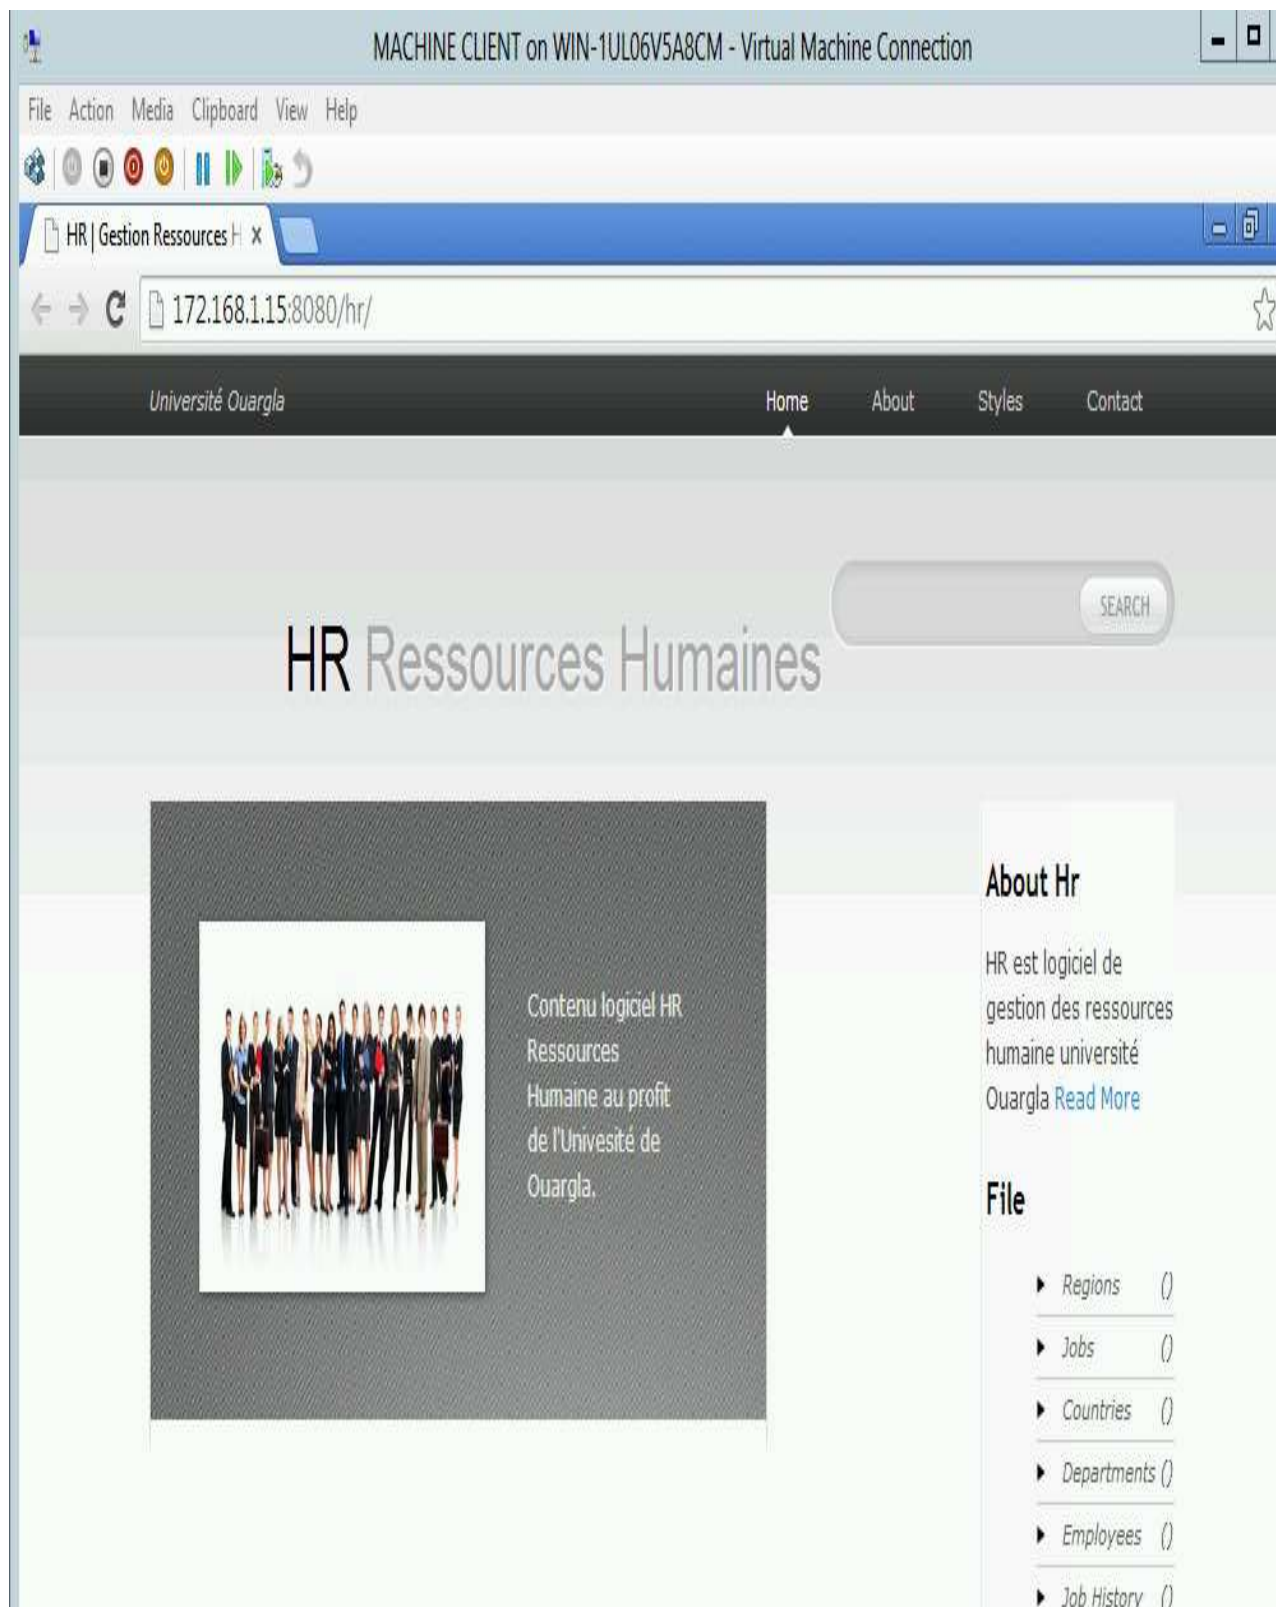 MACHINE CLIENT on WIN-1UL06V5A8CM - Virtual Machine Connection
File Action Media Clipboard View Help
HR | Gestion Ressources H
172.168.1.15:8080/hr/
Université Ouargla Home About Styles Contact
SEARCH
HR Ressources Humaines
Contenu logiciel HR
Ressources
Humaine au profit
de l'Univesité de
Ouargla.
About Hr
HR est logiciel de
gestion des ressources
humaine université
Ouargla Read More
File
Regions ()
Jobs ()
Countries ()
Departments ()
Employees ()
Job History ()